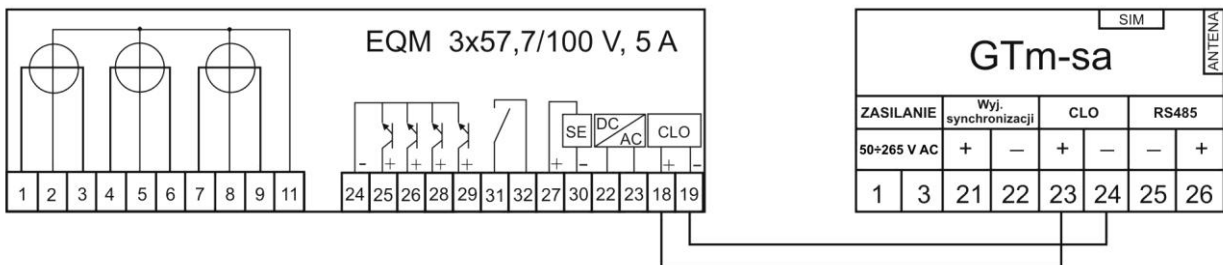 EQM 3x57,7/100 V, 5 A
SE
DC
AC
CLO
- + + + + + - + -
1 2 3 4 5 6 7 8 9 11
24 25 26 28 29 31 32 27 30 22 23 18 19
SIM
ANTENA
GTm-sa
ZASILANIE Wyj. synchronizacji CLO RS485
50÷265 V AC + – + – – +
1 3 21 22 23 24 25 26